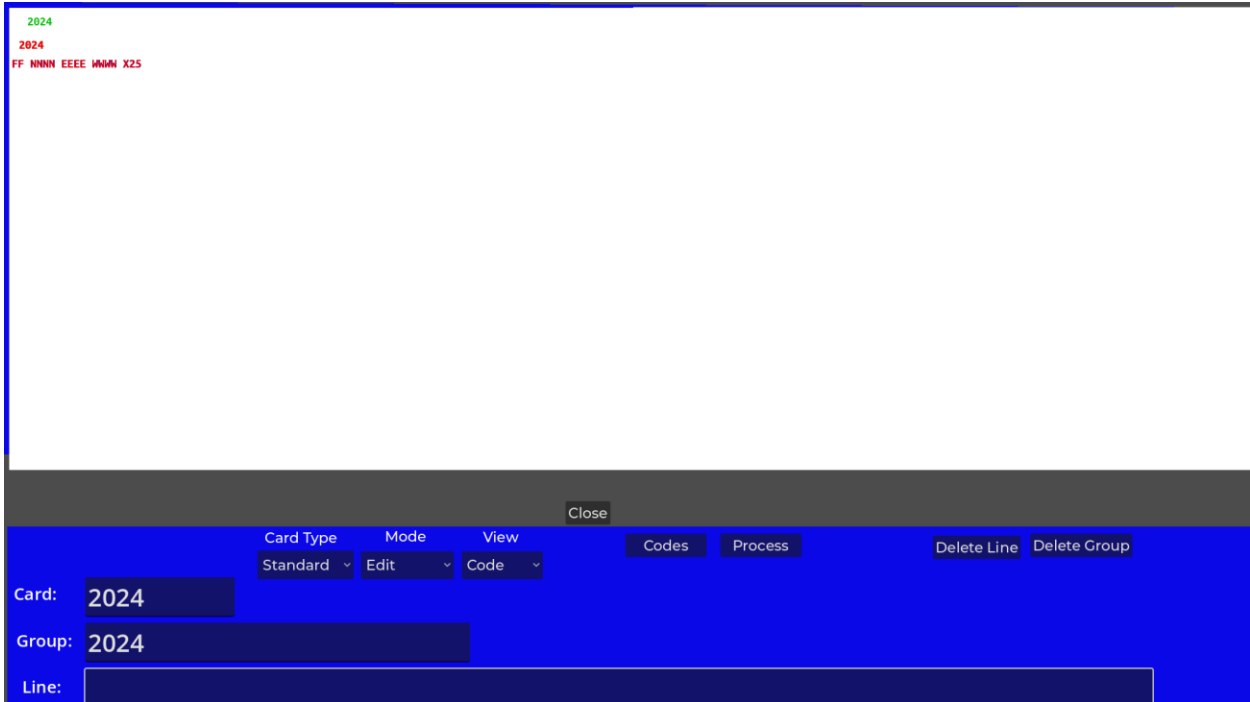 2024
2024
FF NNNN EEEE WWWW X25
Close
Card Type Mode View
Codes Process Delete Line Delete Group
Standard Edit Code
Card: 2024
Group: 2024
Line: